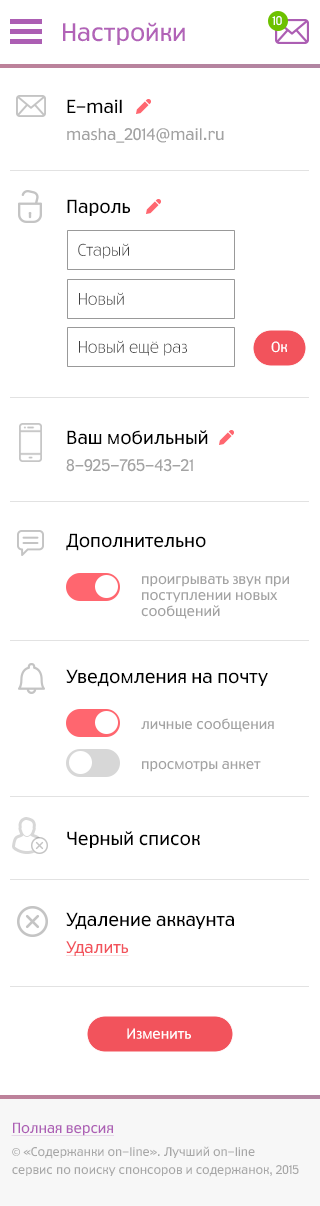 Настройки
10
E-mail
masha_2014@mail.ru
Пароль
Старый
Новый
Новый ещё раз
Ок
Ваш мобильный
8-925-765-43-21
Дополнительно
проигрывать звук при
поступлении новых
сообщений
Уведомления на почту
личные сообщения
просмотры анкет
Черный список
Удаление аккаунта
Удалить
Изменить
Полная версия
© «Содержанки on-line». Лучший on-line
сервис по поиску спонсоров и содержанок, 2015